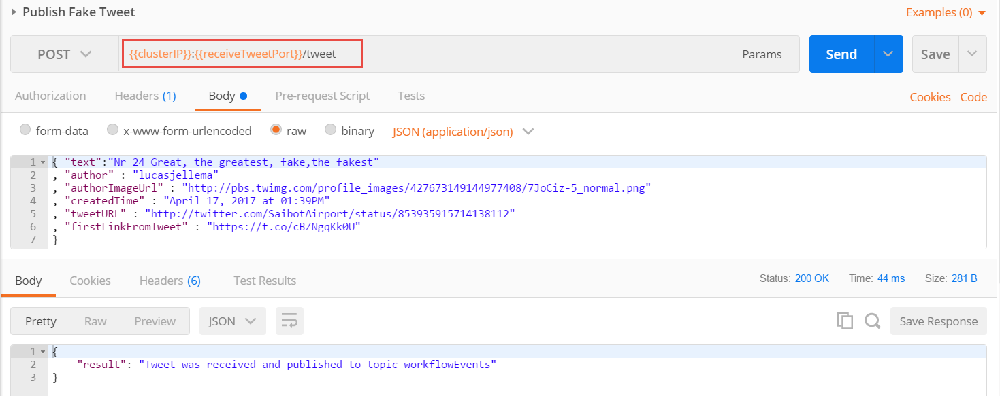 Publish Fake Tweet
Examples (0)
POST
{{clusterIP}}:{{receiveTweetPort}}/tweet
Params
Send
Save
Authorization
Headers (1)
Body
Pre-request Script
Tests
Cookies
Code
form-data
x-www-form-urlencoded
raw
binary
JSON (application/json)
1 { "text":"Nr 24 Great, the greatest, fake,the fakest"
2 , "author" : "lucasjellema"
3 , "authorImageUrl" : "http://pbs.twimg.com/profile_images/427673149144977408/7JoCiz-5_normal.png"
4 , "createdTime" : "April 17, 2017 at 01:39PM"
5 , "tweetURL" : "http://twitter.com/SaibotAirport/status/853935915714138112"
6 , "firstLinkFromTweet" : "https://t.co/cBZNgqKk0U"
7 }
Body
Cookies
Headers (6)
Test Results
Status: 200 OK
Time: 44 ms
Size: 281 B
Pretty
Raw
Preview
JSON
Save Response
1 {
2 "result": "Tweet was received and published to topic workflowEvents"
3 }